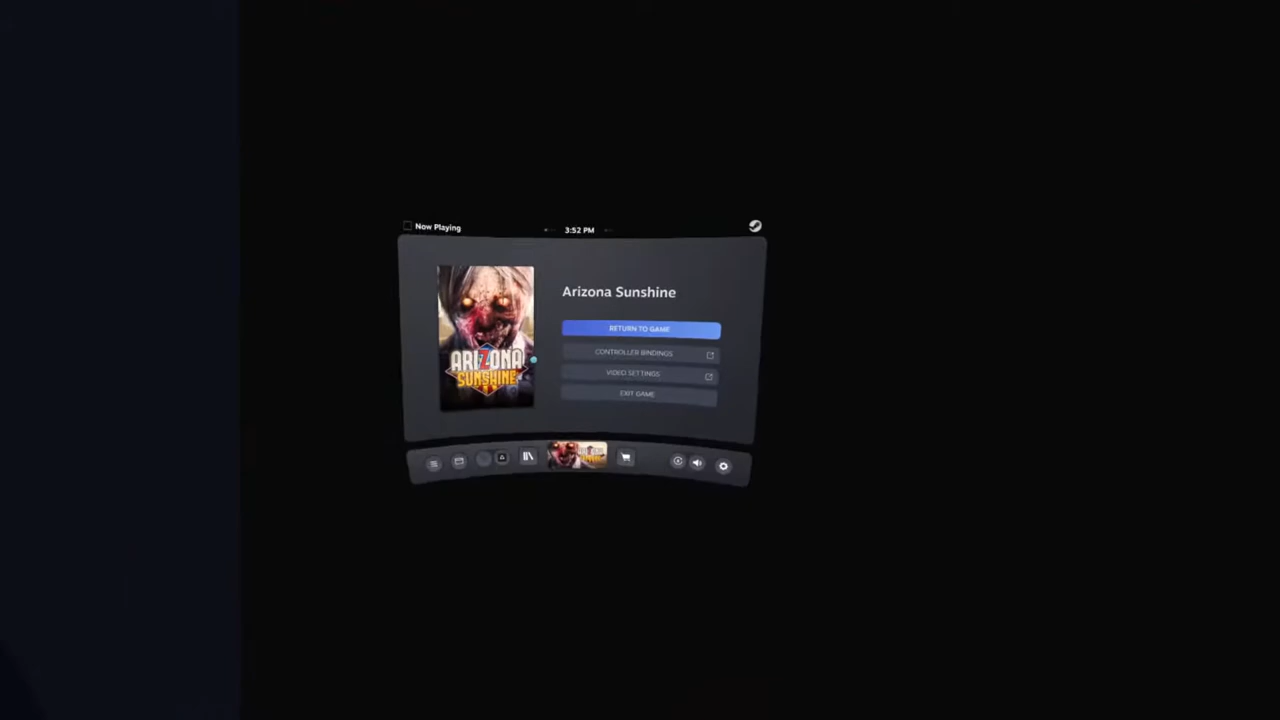 Now Playing
3:52 PM
Arizona Sunshine
ARIZONA
SUNSHINE
RETURN TO GAME
CONTROLLER BINDINGS
VIDEO SETTINGS
EXIT GAME